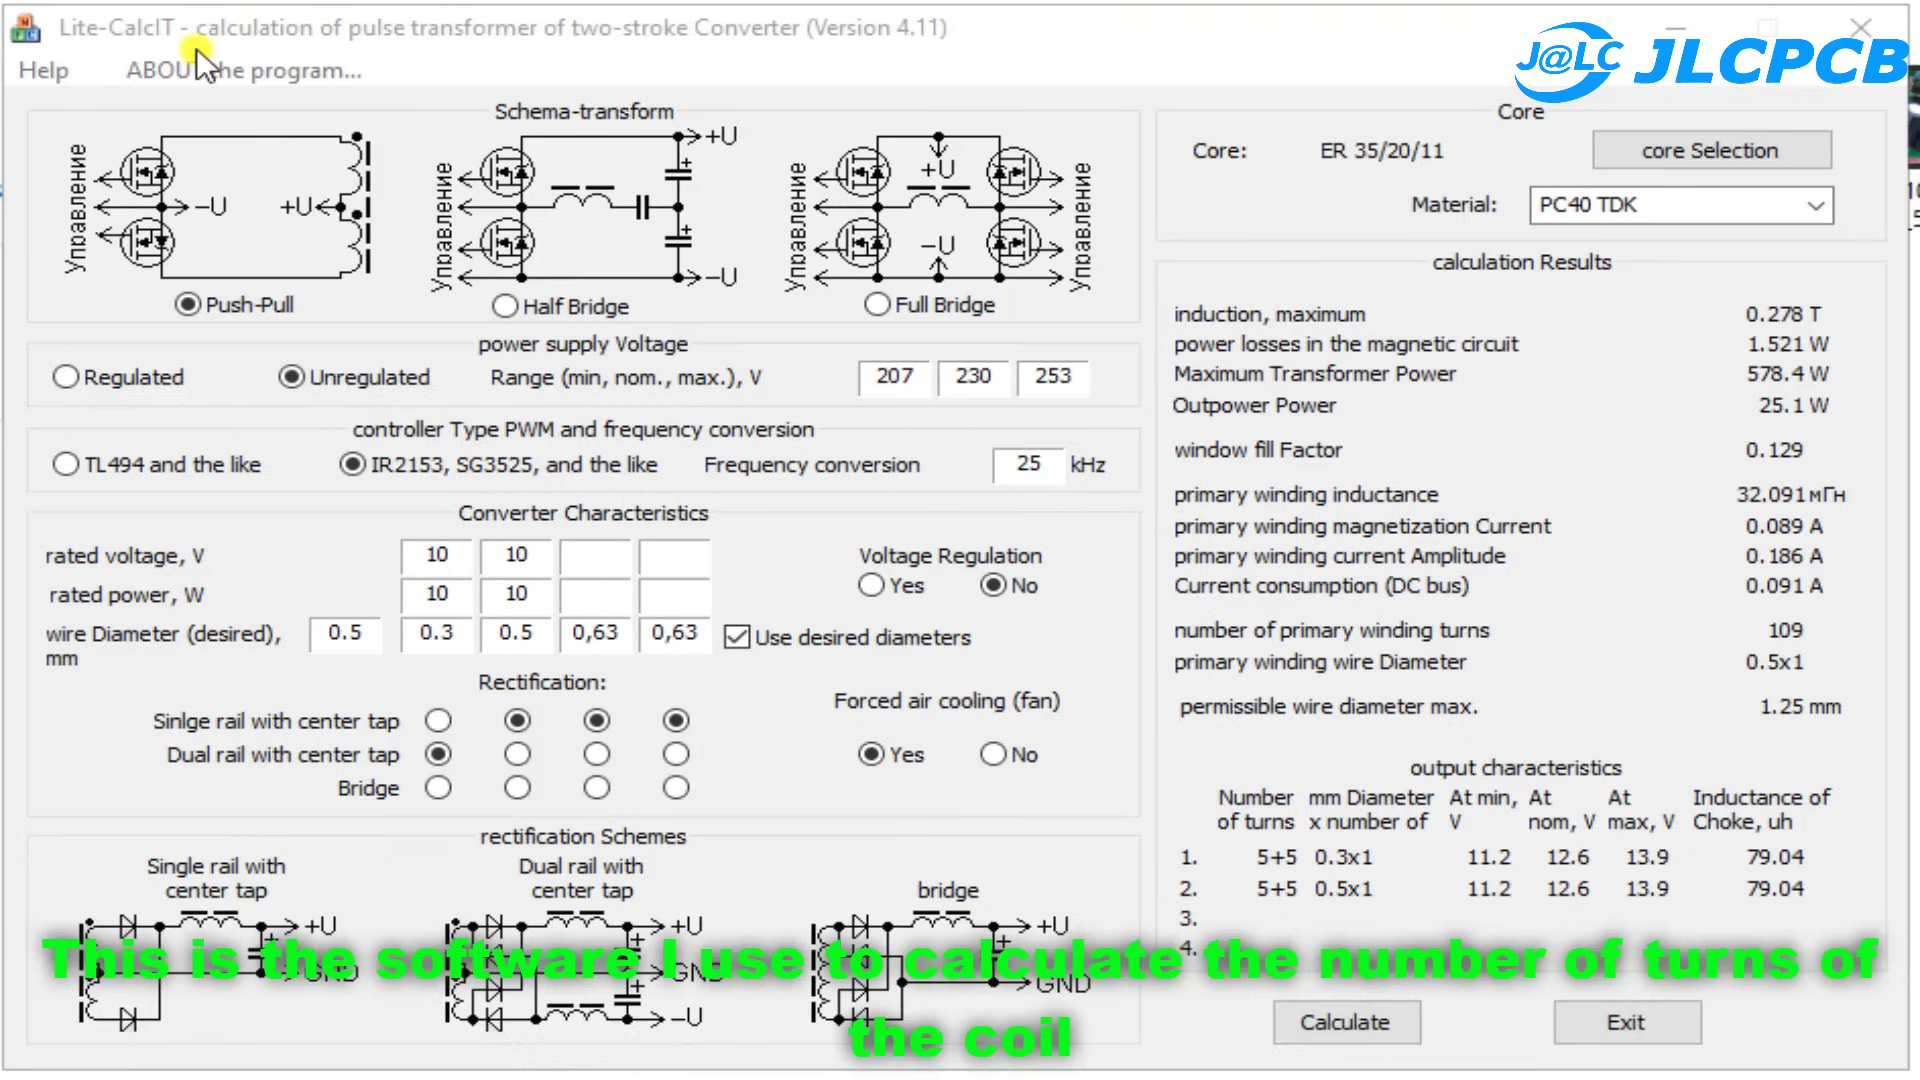 Lite-CalcIT - calculation of pulse transformer of two-stroke Converter (Version 4.11)
J@LC JLCPCB
Help ABOUT the program...
Schema-transform
Управление -U +U
Управление +U -U
Управление +U -U Управление
Push-Pull Half Bridge Full Bridge
power supply Voltage
Regulated Unregulated Range (min, nom., max.), V 207 230 253
controller Type PWM and frequency conversion
TL494 and the like IR2153, SG3525, and the like Frequency conversion 25 kHz
Converter Characteristics
rated voltage, V 10 10
rated power, W 10 10
wire Diameter (desired), mm 0.5 0.3 0.5 0,63 0,63 Use desired diameters
Voltage Regulation
Yes No
Rectification:
Sinlge rail with center tap
Dual rail with center tap
Bridge
Forced air cooling (fan)
Yes No
rectification Schemes
Single rail with
center tap
Dual rail with
center tap
bridge
+U GND
+U GND -U
+U GND
Core
Core: ER 35/20/11 core Selection
Material: PC40 TDK
calculation Results
induction, maximum 0.278 T
power losses in the magnetic circuit 1.521 W
Maximum Transformer Power 578.4 W
Outpower Power 25.1 W
window fill Factor 0.129
primary winding inductance 32.091 мГн
primary winding magnetization Current 0.089 A
primary winding current Amplitude 0.186 A
Current consumption (DC bus) 0.091 A
number of primary winding turns 109
primary winding wire Diameter 0.5x1
permissible wire diameter max. 1.25 mm
output characteristics
Number mm Diameter At min, At At Inductance of
of turns x number of V nom, V max, V Choke, uh
1. 5+5 0.3x1 11.2 12.6 13.9 79.04
2. 5+5 0.5x1 11.2 12.6 13.9 79.04
3.
4.
Calculate Exit
This is the software I use to calculate the number of turns of
the coil